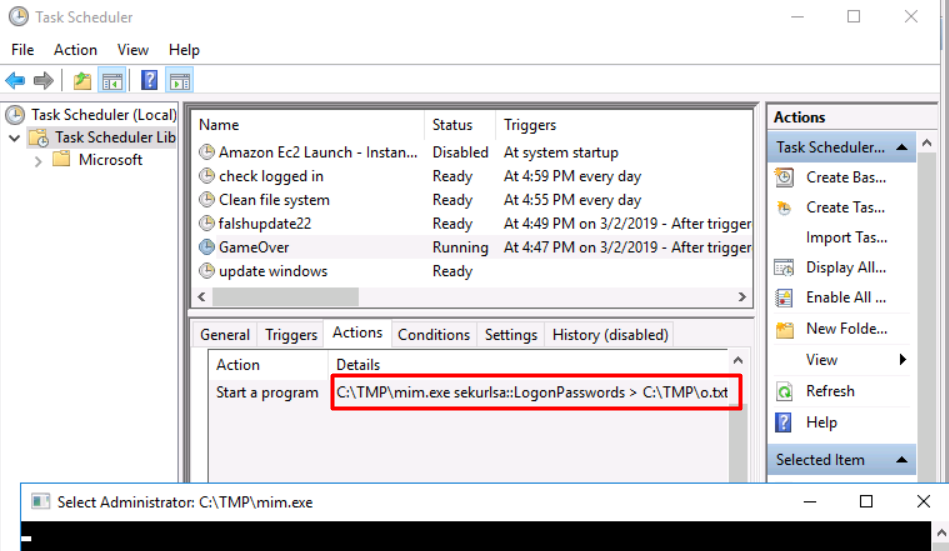 Task Scheduler
File Action View Help
Task Scheduler (Local)
Task Scheduler Lib
Microsoft
Name Status Triggers
Amazon Ec2 Launch - Instan... Disabled At system startup
check logged in Ready At 4:59 PM every day
Clean file system Ready At 4:55 PM every day
falshupdate22 Ready At 4:49 PM on 3/2/2019 - After trigger
GameOver Running At 4:47 PM on 3/2/2019 - After trigger
update windows Ready
General Triggers Actions Conditions Settings History (disabled)
Action Details
Start a program C:\TMP\mim.exe sekurlsa::LogonPasswords > C:\TMP\o.txt
Actions
Task Scheduler...
Create Bas...
Create Tas...
Import Tas...
Display All...
Enable All ...
New Folde...
View
Refresh
Help
Selected Item
Select Administrator: C:\TMP\mim.exe